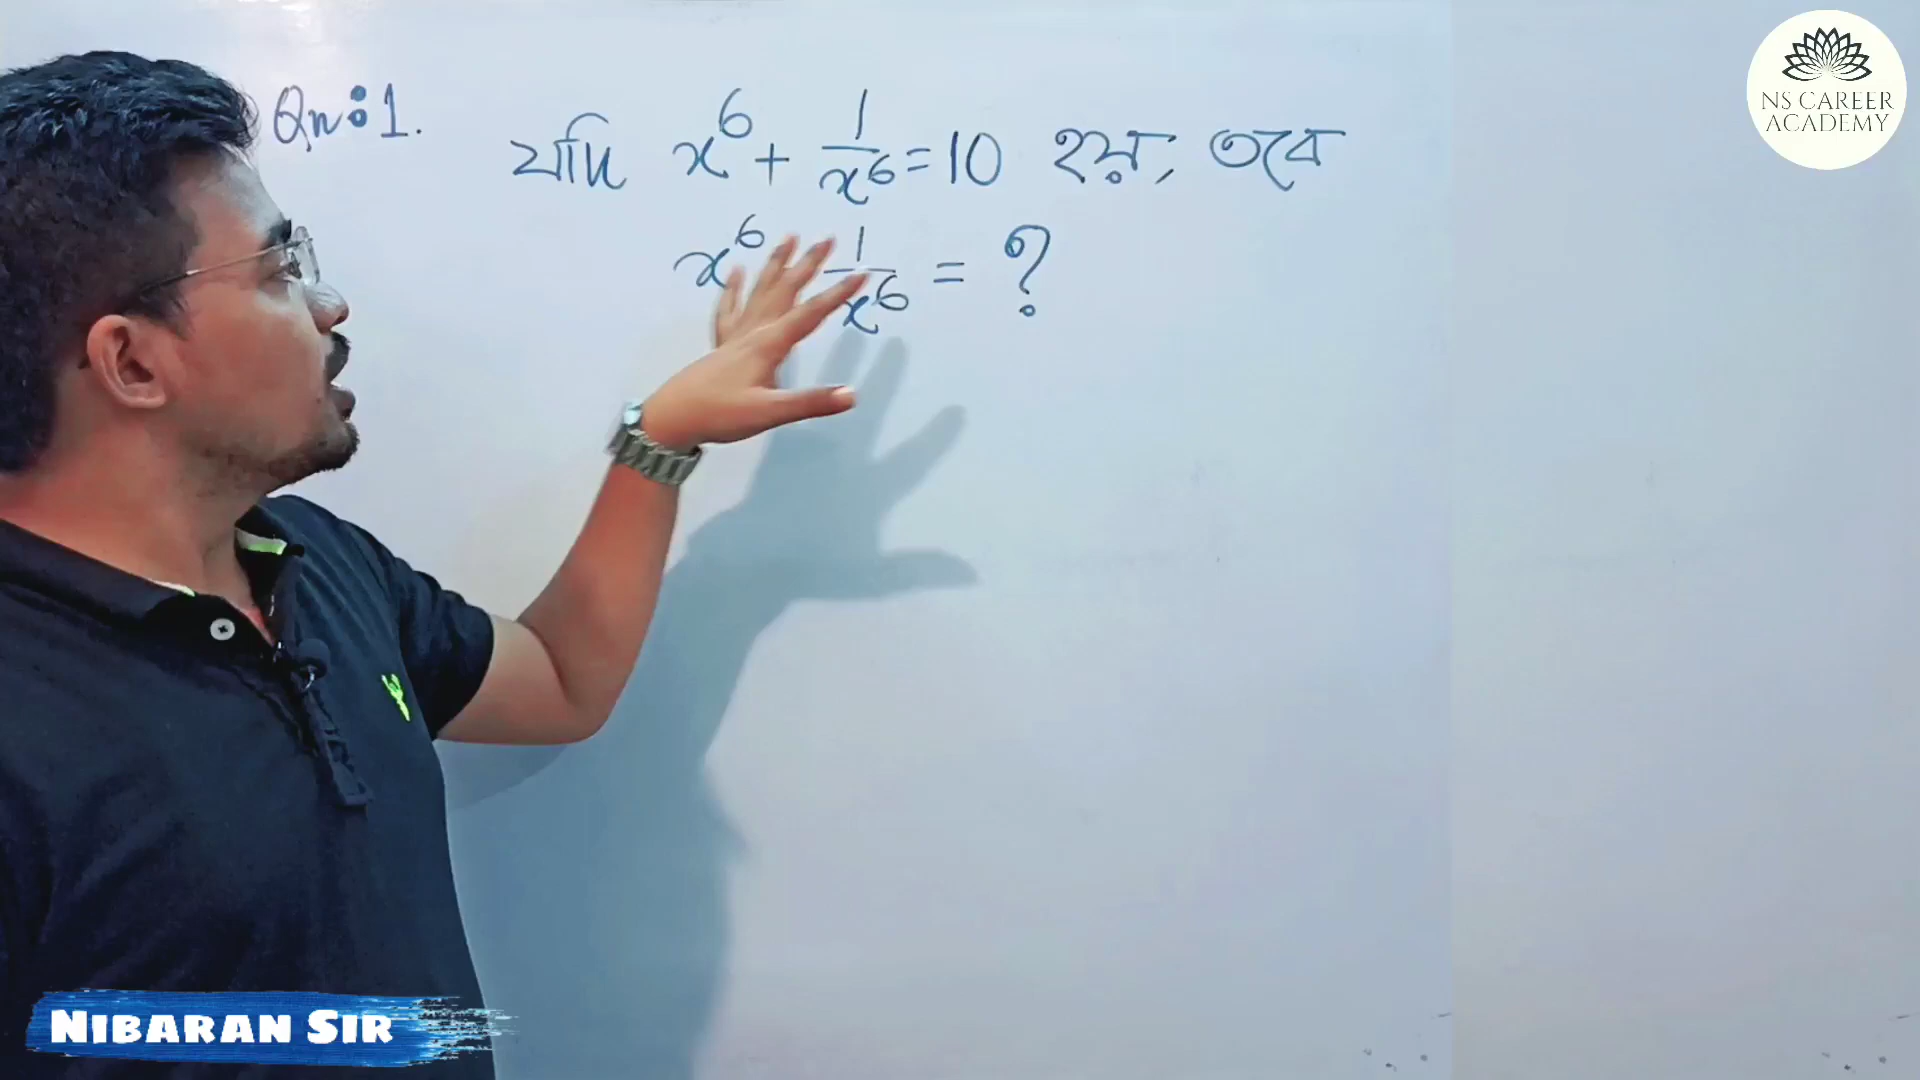 Qn:1.
যদি x⁶ + 1/x⁶ = 10 হয়, তবে
x⁶ 1/x⁶ = ?
NS CAREER
ACADEMY
NIBARAN SIR